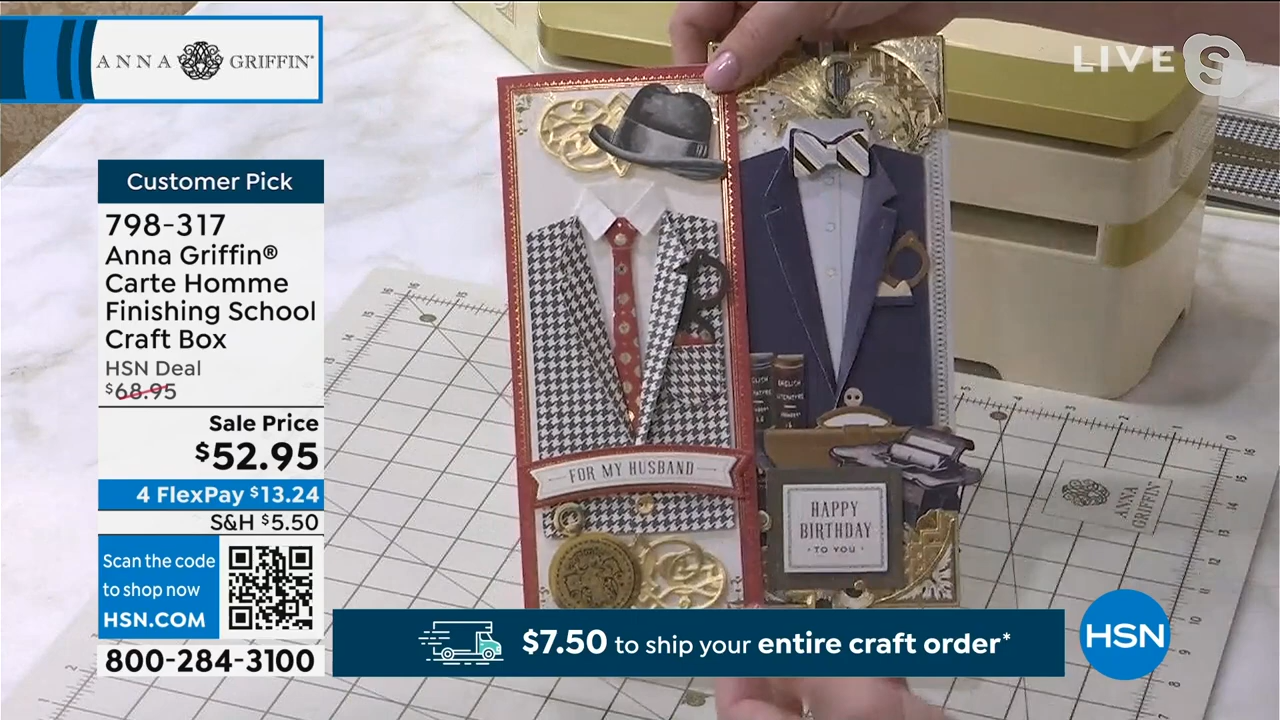 ANNA GRIFFIN
LIVE S
Customer Pick
798-317
Anna Griffin®
Carte Homme
Finishing School
Craft Box
HSN Deal
$68.95
Sale Price
$52.95
4 FlexPay $13.24
S&H $5.50
Scan the code
to shop now
HSN.COM
800-284-3100
FOR MY HUSBAND
ENGLISH
HAPPY
BIRTHDAY
• TO YOU •
ANNA
GRIFFIN
$7.50 to ship your entire craft order*
HSN